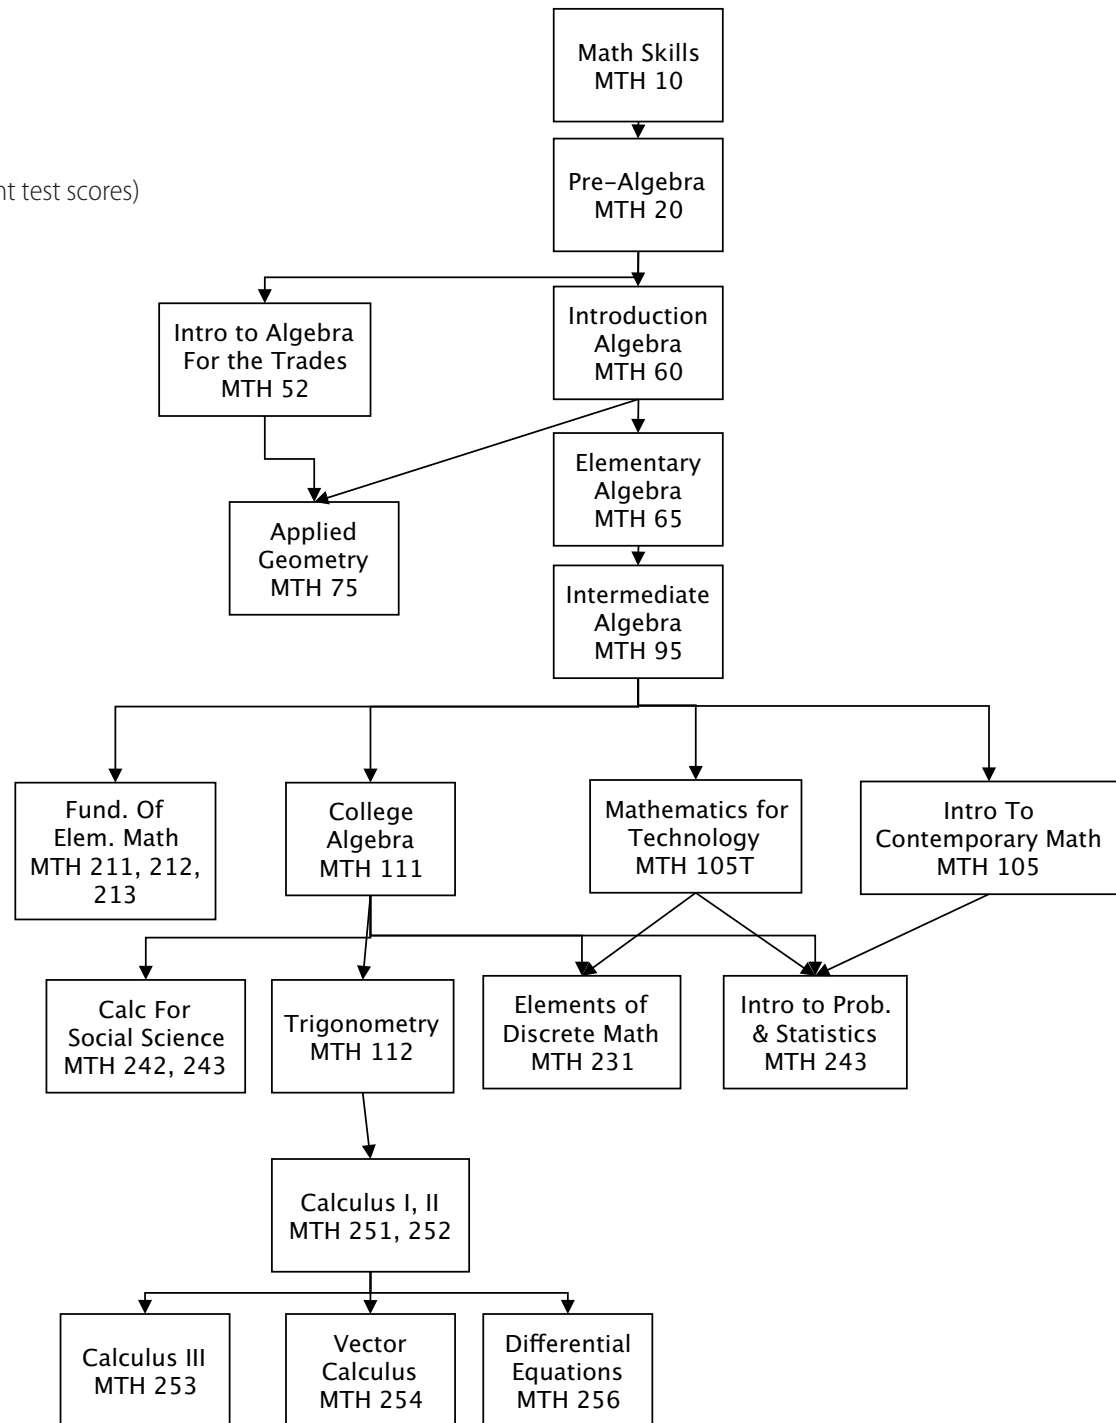 Math Skills
MTH 10
nt test scores)
Pre-Algebra
MTH 20
Intro to Algebra
For the Trades
MTH 52
Introduction
Algebra
MTH 60
Elementary
Algebra
MTH 65
Applied
Geometry
MTH 75
Intermediate
Algebra
MTH 95
Fund. Of
Elem. Math
MTH 211, 212,
213
College
Algebra
MTH 111
Mathematics for
Technology
MTH 105T
Intro To
Contemporary Math
MTH 105
Calc For
Social Science
MTH 242, 243
Trigonometry
MTH 112
Elements of
Discrete Math
MTH 231
Intro to Prob.
& Statistics
MTH 243
Calculus I, II
MTH 251, 252
Calculus III
MTH 253
Vector
Calculus
MTH 254
Differential
Equations
MTH 256